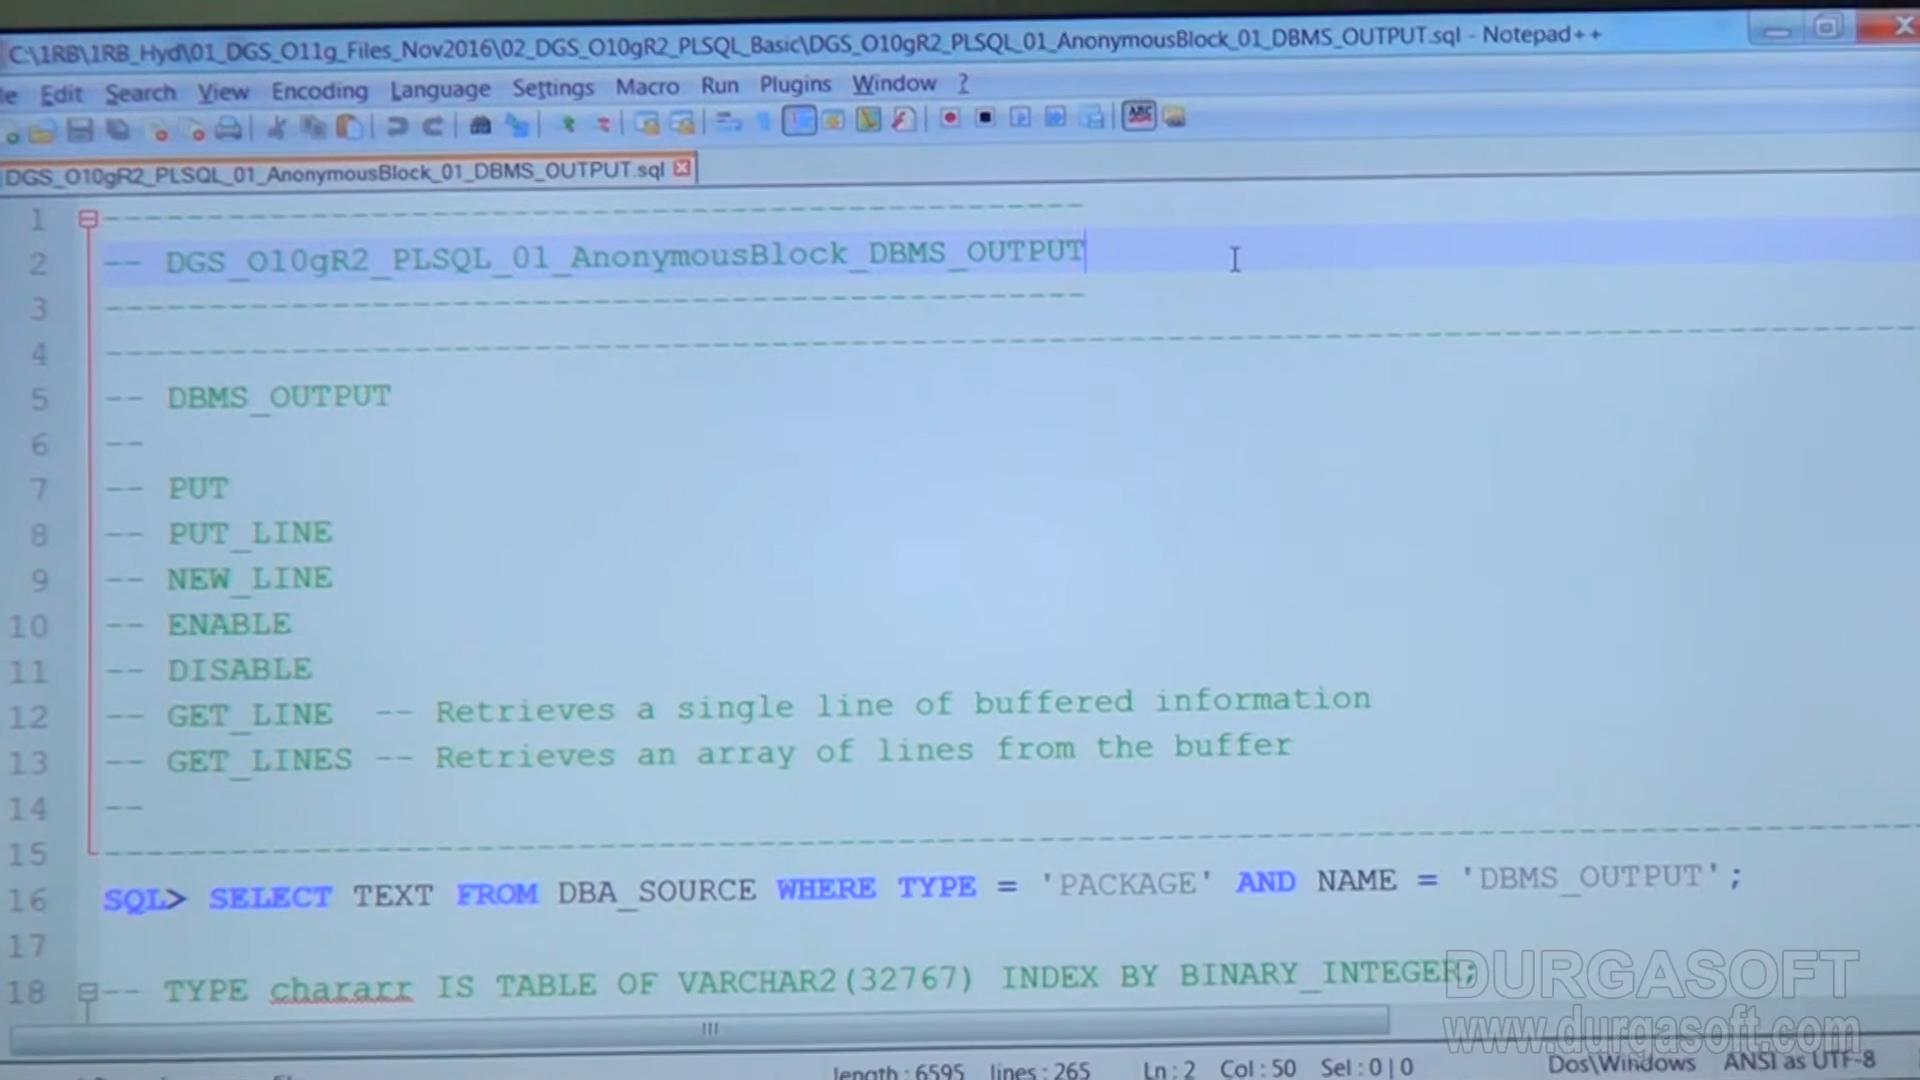 C:\1RB\1RB_Hyd\01_DGS_O11g_Files_Nov2016\02_DGS_O10gR2_PLSQL_Basic\DGS_O10gR2_PLSQL_01_AnonymousBlock_01_DBMS_OUTPUT.sql - Notepad++
le Edit Search View Encoding Language Settings Macro Run Plugins Window ?
ABC
DGS_O10gR2_PLSQL_01_AnonymousBlock_01_DBMS_OUTPUT.sql
1 --------------------------------------------------
2 -- DGS_O10gR2_PLSQL_01_AnonymousBlock_DBMS_OUTPUT
3 --------------------------------------------------
4 --------------------------------------------------
5 -- DBMS_OUTPUT
6 --
7 -- PUT
8 -- PUT_LINE
9 -- NEW_LINE
10 -- ENABLE
11 -- DISABLE
12 -- GET_LINE -- Retrieves a single line of buffered information
13 -- GET_LINES -- Retrieves an array of lines from the buffer
14 --
15 --------------------------------------------------
16 SQL> SELECT TEXT FROM DBA_SOURCE WHERE TYPE = 'PACKAGE' AND NAME = 'DBMS_OUTPUT';
17
18 -- TYPE chararr IS TABLE OF VARCHAR2(32767) INDEX BY BINARY_INTEGER;
DURGASOFT
www.durgasoft.com
length : 6595 lines : 265 Ln : 2 Col : 50 Sel : 0 | 0 Dos\Windows ANSI as UTF-8